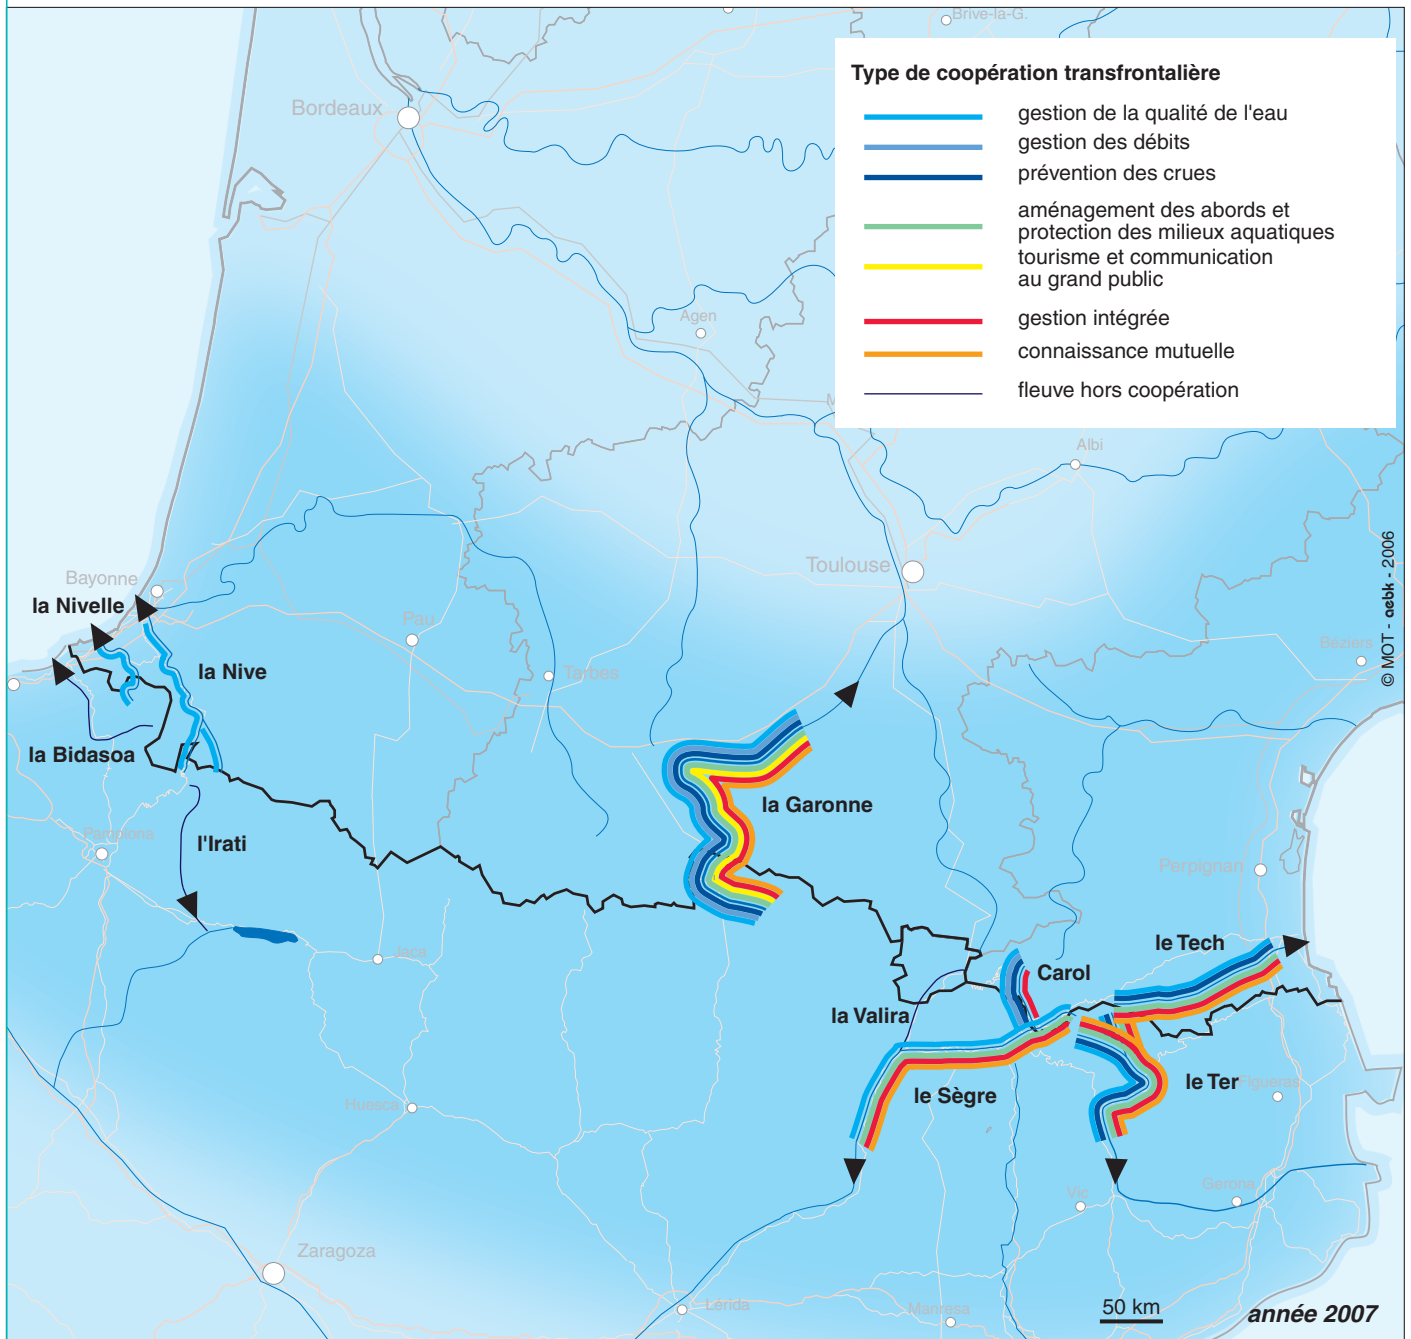 Brive-la-G.
Type de coopération transfrontalière
gestion de la qualité de l'eau
gestion des débits
prévention des crues
aménagement des abords et
protection des milieux aquatiques
tourisme et communication
au grand public
gestion intégrée
connaissance mutuelle
fleuve hors coopération
Bordeaux
Agen
M
Albi
Toulouse
© MOT - aebk - 2006
Bayonne
la Nivelle
Pau
Béziers
la Nive
Tarbes
la Bidasoa
la Garonne
Pamplona
l'Irati
Perpignan
Jaca
le Tech
Carol
la Valira
le Sègre
le Ter
Figueras
Huesca
Vic
Gerona
Zaragoza
Lérida
Manresa
50 km
année 2007